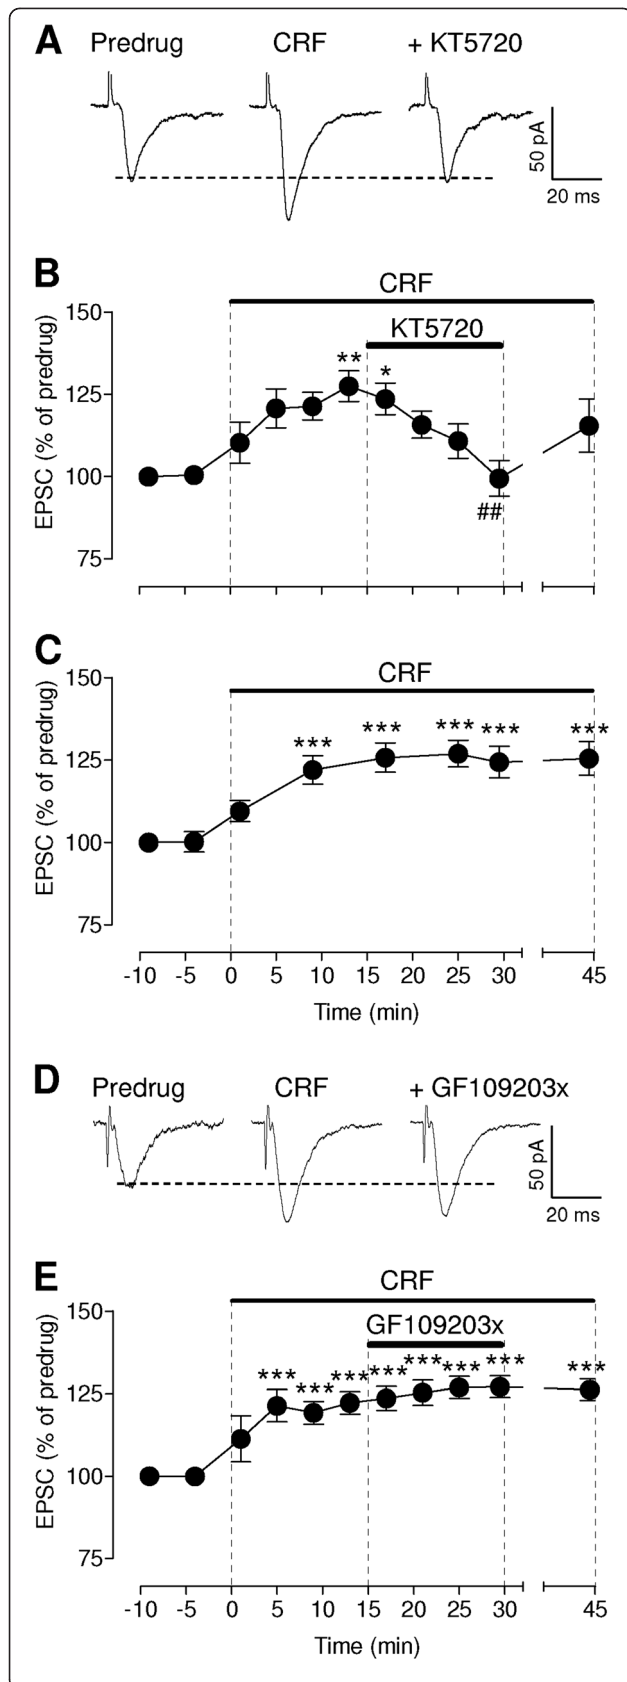 A
Predrug CRF + KT5720
50 pA
20 ms
B
CRF
KT5720
EPSC (% of predrug)
150
125
100
75
** *
##
C
CRF
EPSC (% of predrug)
150
125
100
75
*** *** *** *** ***
-10 -5 0 5 10 15 20 25 30 45
Time (min)
D
Predrug CRF + GF109203x
50 pA
20 ms
E
CRF
GF109203x
EPSC (% of predrug)
150
125
100
75
*** *** *** *** *** *** *** ***
-10 -5 0 5 10 15 20 25 30 45
Time (min)